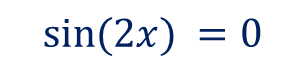 sin(2x) = 0